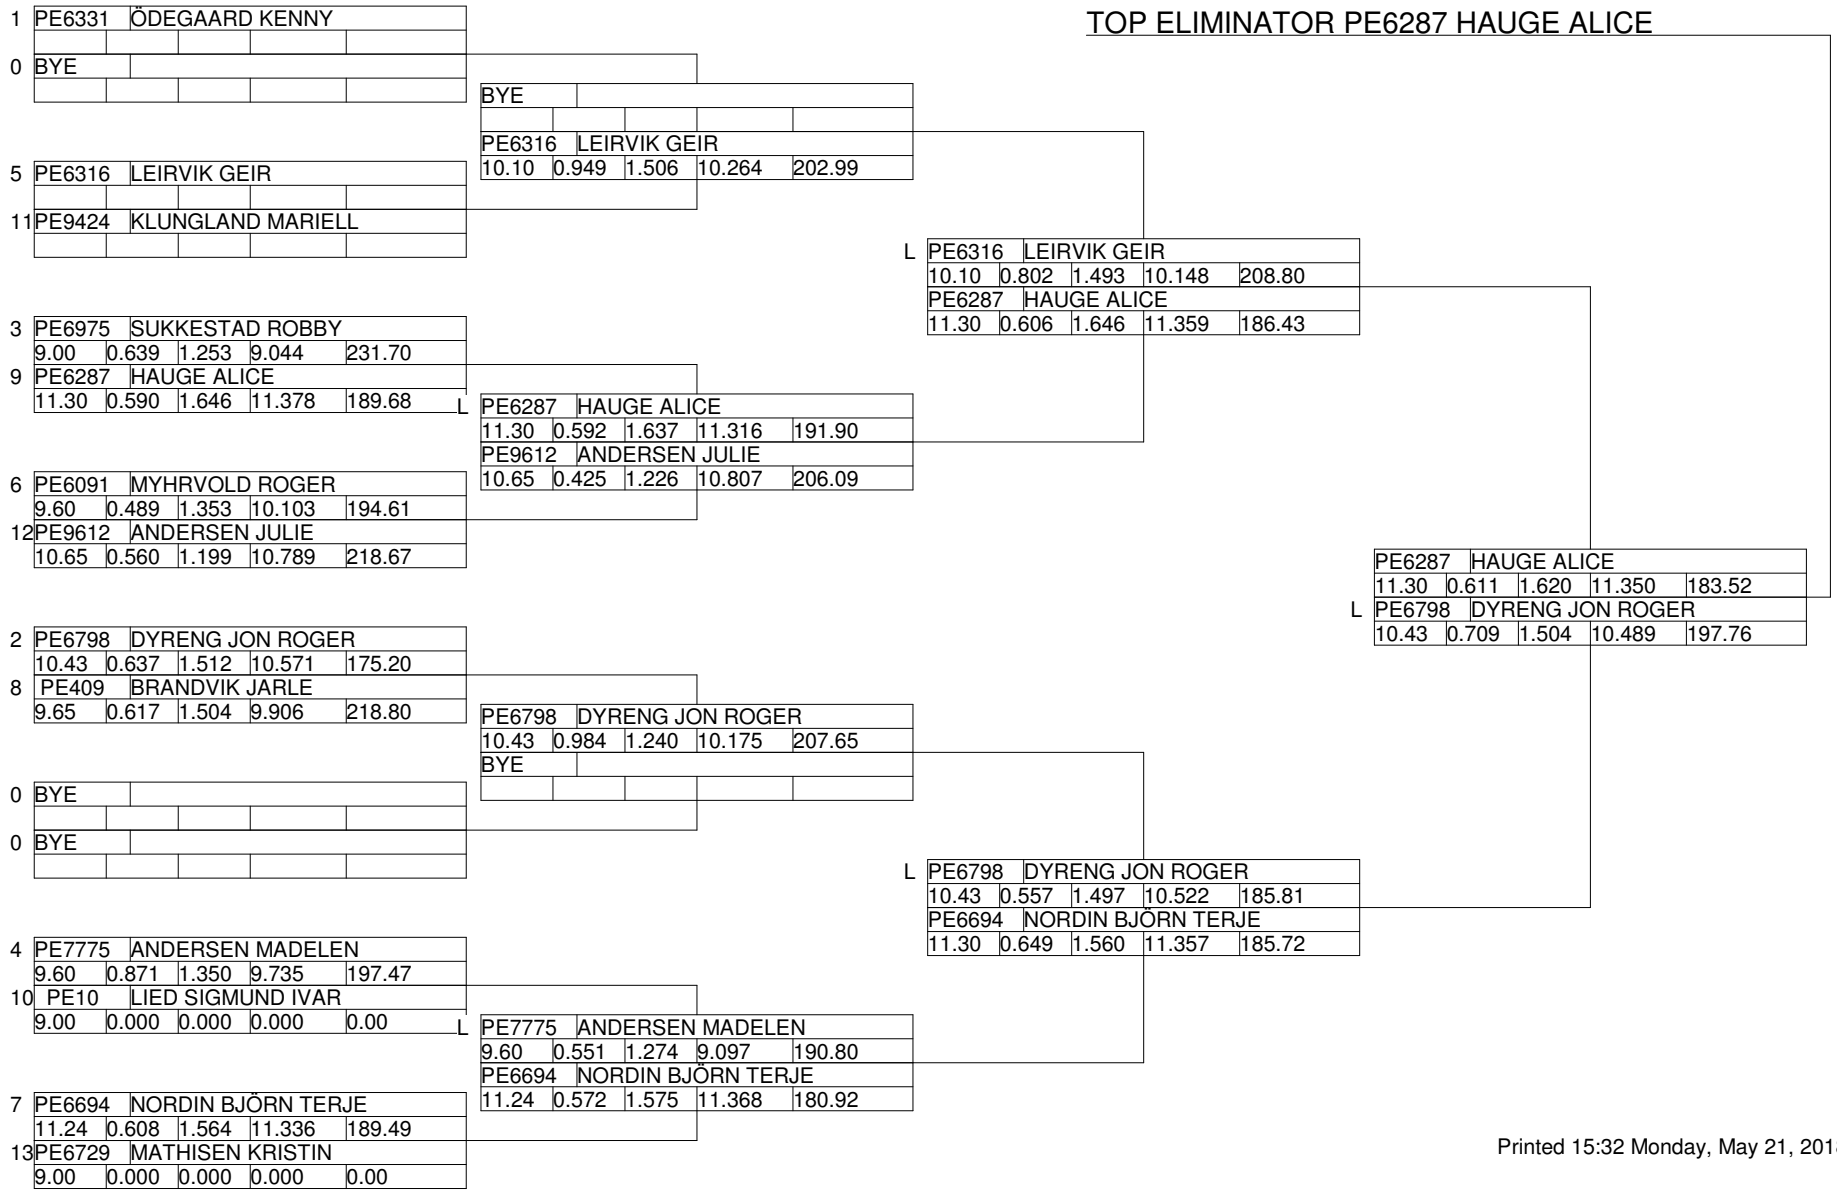 TOP ELIMINATOR PE6287 HAUGE ALICE
1 PE6331 ÖDEGAARD KENNY
0 BYE
5 PE6316 LEIRVIK GEIR
11 PE9424 KLUNGLAND MARIELL
3 PE6975 SUKKESTAD ROBBY
9.00 0.639 1.253 9.044 231.70
9 PE6287 HAUGE ALICE
11.30 0.590 1.646 11.378 189.68
6 PE6091 MYHRVOLD ROGER
9.60 0.489 1.353 10.103 194.61
12 PE9612 ANDERSEN JULIE
10.65 0.560 1.199 10.789 218.67
2 PE6798 DYRENG JON ROGER
10.43 0.637 1.512 10.571 175.20
8 PE409 BRANDVIK JARLE
9.65 0.617 1.504 9.906 218.80
0 BYE
0 BYE
4 PE7775 ANDERSEN MADELEN
9.60 0.871 1.350 9.735 197.47
10 PE10 LIED SIGMUND IVAR
9.00 0.000 0.000 0.000 0.00
7 PE6694 NORDIN BJÖRN TERJE
11.24 0.608 1.564 11.336 189.49
13 PE6729 MATHISEN KRISTIN
9.00 0.000 0.000 0.000 0.00
BYE
PE6316 LEIRVIK GEIR
10.10 0.949 1.506 10.264 202.99
L PE6287 HAUGE ALICE
11.30 0.592 1.637 11.316 191.90
PE9612 ANDERSEN JULIE
10.65 0.425 1.226 10.807 206.09
PE6798 DYRENG JON ROGER
10.43 0.984 1.240 10.175 207.65
BYE
L PE7775 ANDERSEN MADELEN
9.60 0.551 1.274 9.097 190.80
PE6694 NORDIN BJÖRN TERJE
11.24 0.572 1.575 11.368 180.92
L PE6316 LEIRVIK GEIR
10.10 0.802 1.493 10.148 208.80
PE6287 HAUGE ALICE
11.30 0.606 1.646 11.359 186.43
L PE6798 DYRENG JON ROGER
10.43 0.557 1.497 10.522 185.81
PE6694 NORDIN BJÖRN TERJE
11.30 0.649 1.560 11.357 185.72
PE6287 HAUGE ALICE
11.30 0.611 1.620 11.350 183.52
L PE6798 DYRENG JON ROGER
10.43 0.709 1.504 10.489 197.76
Printed 15:32 Monday, May 21,